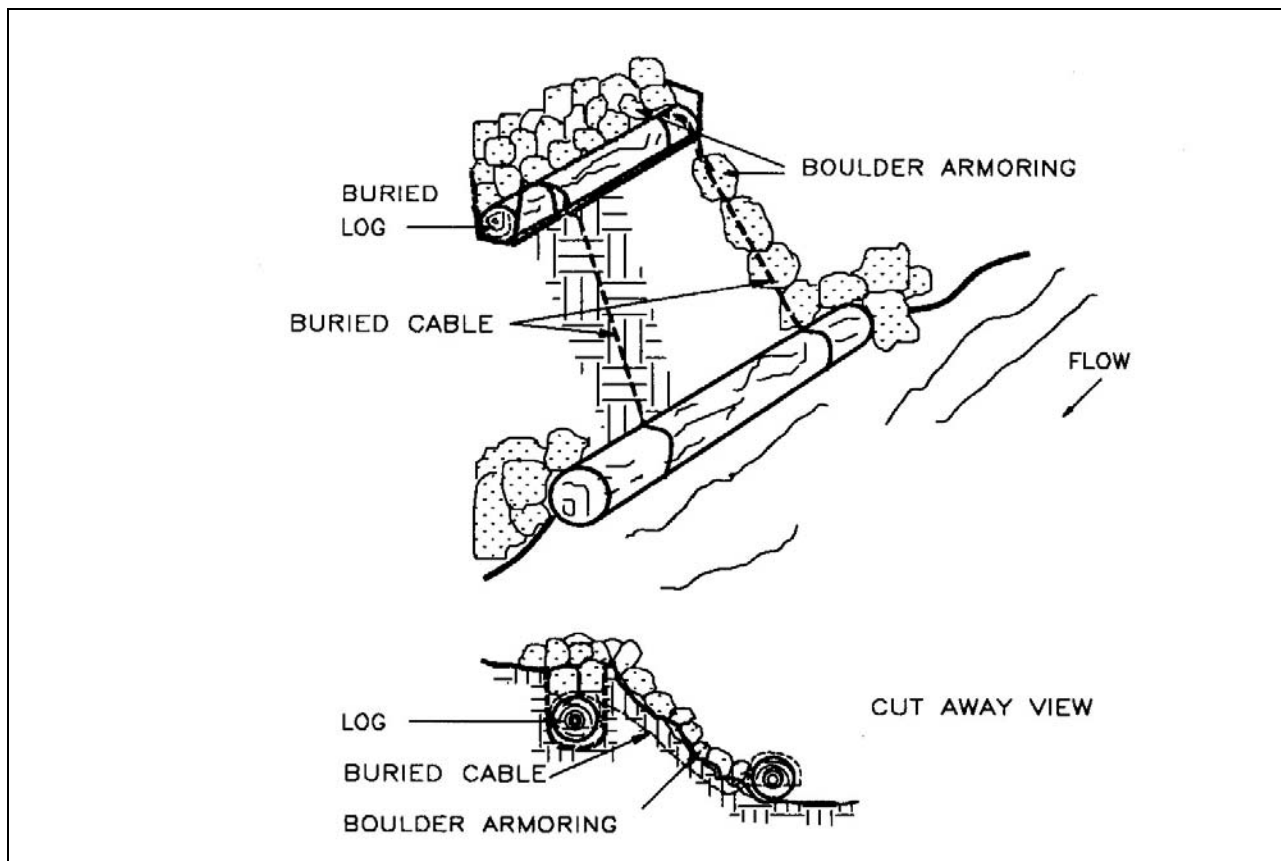 BOULDER ARMORING
BURIED
LOG
BURIED CABLE
FLOW
LOG
CUT AWAY VIEW
BURIED CABLE
BOULDER ARMORING